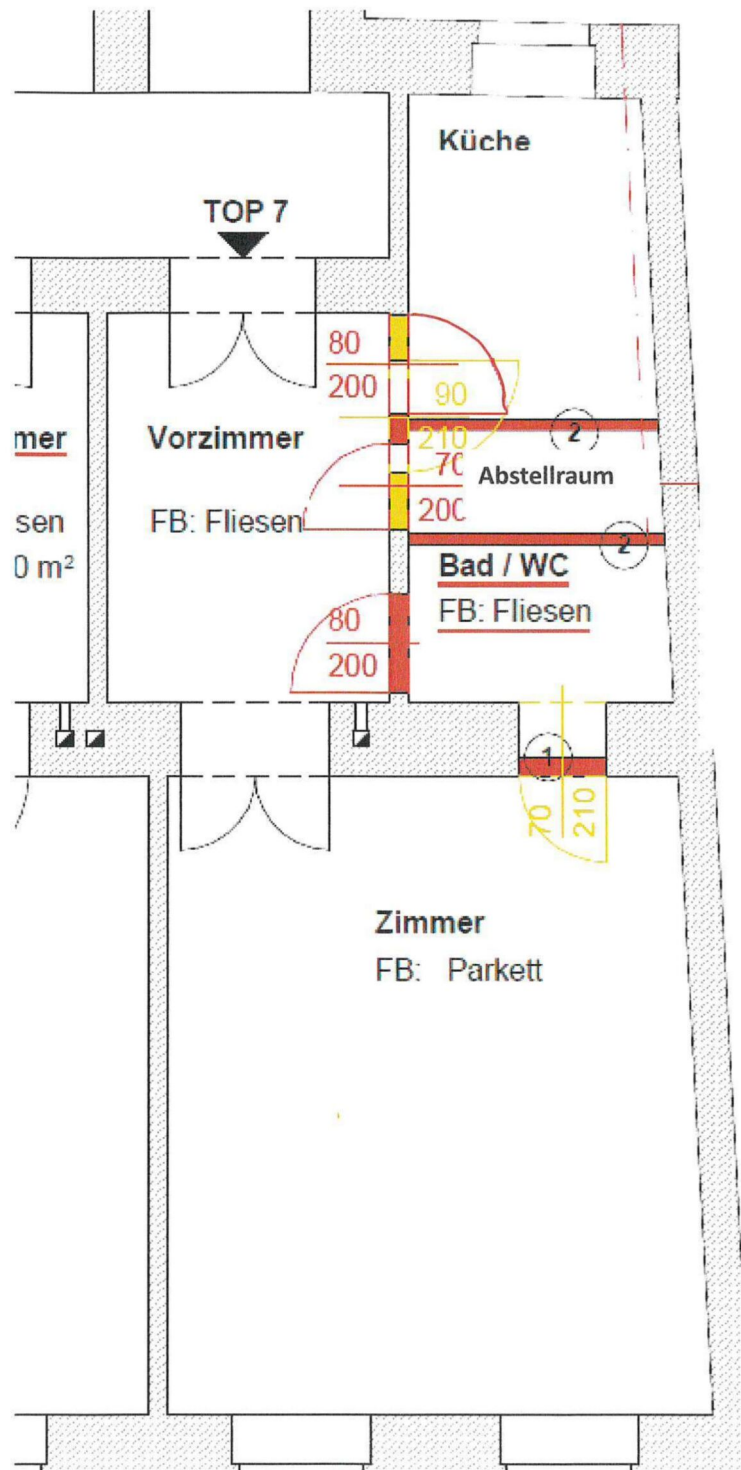 Küche
TOP 7
80
200
90
210
mer
Vorzimmer
2
70
200
Abstellraum
sen
FB: Fliesen
0 m²
2
Bad / WC
FB: Fliesen
80
200
1
70
210
Zimmer
FB: Parkett